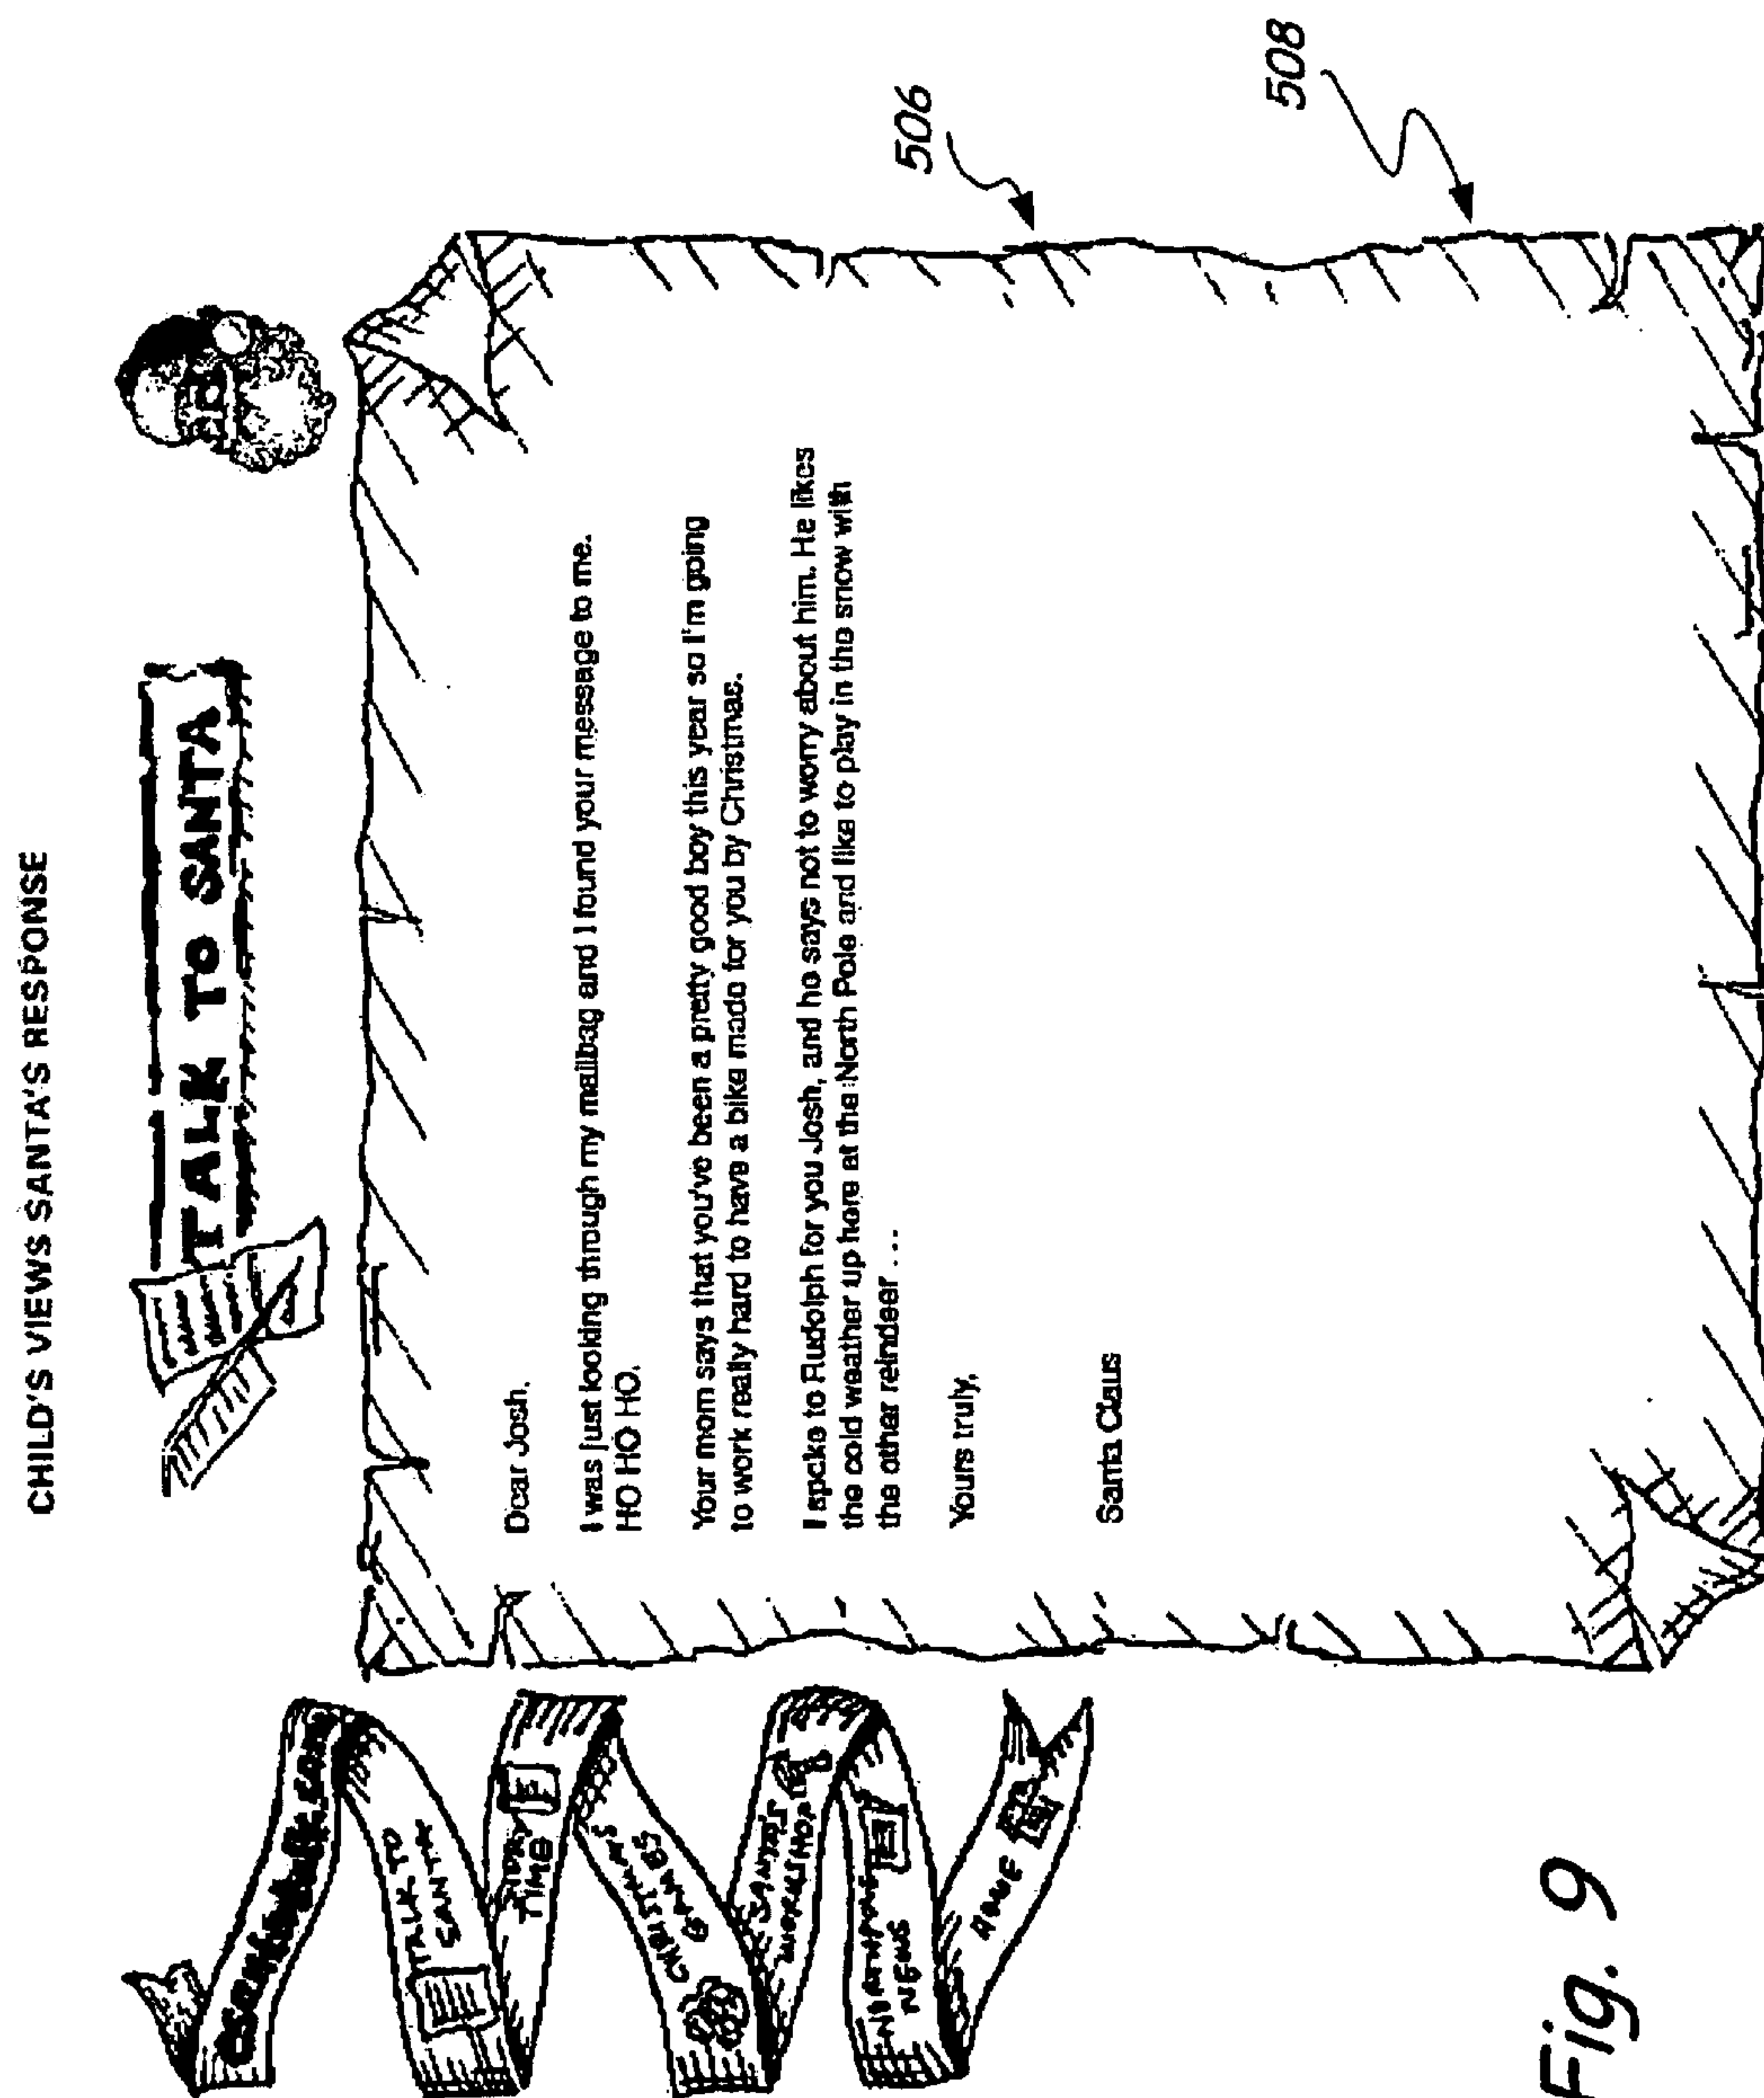 CHILD'S VIEWS SANTA'S RESPONSE
TALK TO SANTA
TALK TO
SANTA
STORY
TIME
CHRISTMAS
GAMES
SANTA'S
WORKSHOP
NORTHPOLE
NEWS
HOME
Dear Josh,
I was just looking through my mailbag and I found your message to me.
HO HO HO.
Your mom says that you've been a pretty good boy this year so I'm going
to work really hard to have a bike made for you by Christmas.
I spoke to Rudolph for you Josh, and he says not to worry about him. He likes
the cold weather up here at the North Pole and like to play in the snow with
the other reindeer . . .
Yours truly,
Santa Claus
506
508
Fig. 9